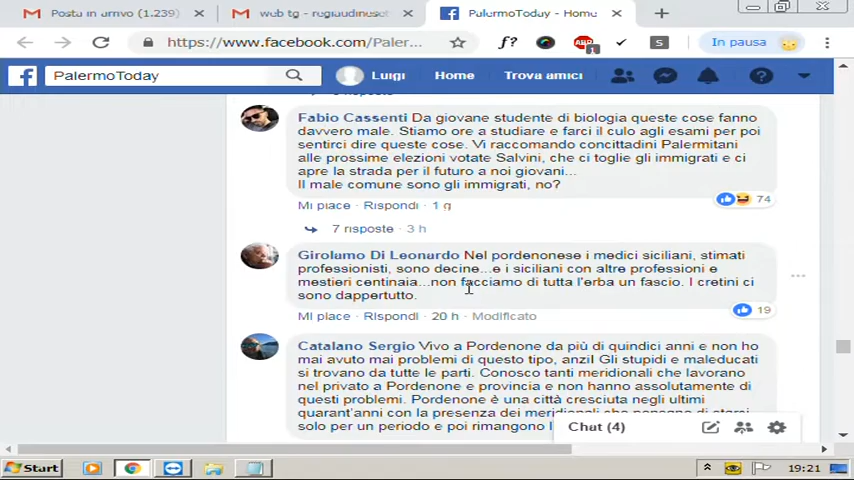 Posta in arrivo (1.239)
web tg - regiaudineset
PalermoToday - Home
https://www.facebook.com/Paler...
f?
ABP
1
S
In pausa
PalermoToday
Luigi
Home
Trova amici
Fabio Cassenti Da giovane studente di biologia queste cose fanno
davvero male. Stiamo ore a studiare e farci il culo agli esami per poi
sentirci dire queste cose. Vi raccomando concittadini Palermitani
alle prossime elezioni votate Salvini, che ci toglie gli immigrati e ci
apre la strada per il futuro a noi giovani...
Il male comune sono gli immigrati, no?
74
Mi piace · Rispondi · 1 g
7 risposte · 3 h
Girolamo Di Leonardo Nel pordenonese i medici siciliani, stimati
professionisti, sono decine...e i siciliani con altre professioni e
mestieri centinaia...non facciamo di tutta l'erba un fascio. I cretini ci
sono dappertutto.
19
Mi piace · Rispondi · 20 h · Modificato
Catalano Sergio Vivo a Pordenone da più di quindici anni e non ho
mai avuto mai problemi di questo tipo, anzi! Gli stupidi e maleducati
si trovano da tutte le parti. Conosco tanti meridionali che lavorano
nel privato a Pordenone e provincia e non hanno assolutamente di
questi problemi. Pordenone è una città cresciuta negli ultimi
quarant'anni con la presenza dei meridionali che pensano di starci
solo per un periodo e poi rimangono
Chat (4)
Start
19:21